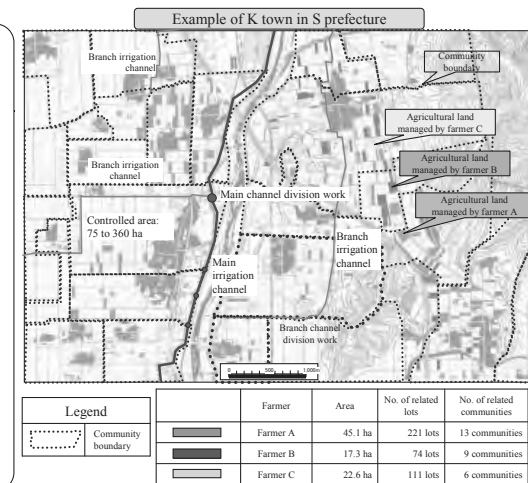 Example of K town in S prefecture
Branch irrigation
channel
Community
boundary
Agricultural land
managed by farmer C
Branch irrigation
channel
Agricultural land
managed by farmer B
Main channel division work
Agricultural land
managed by farmer A
Controlled area:
75 to 360 ha
Branch
irrigation
channel
Main
irrigation
channel
Branch channel
division work
0 500 1,000m
Legend
Community
boundary
Farmer Area No. of related lots No. of related communities
Farmer A 45.1 ha 221 lots 13 communities
Farmer B 17.3 ha 74 lots 9 communities
Farmer C 22.6 ha 111 lots 6 communities